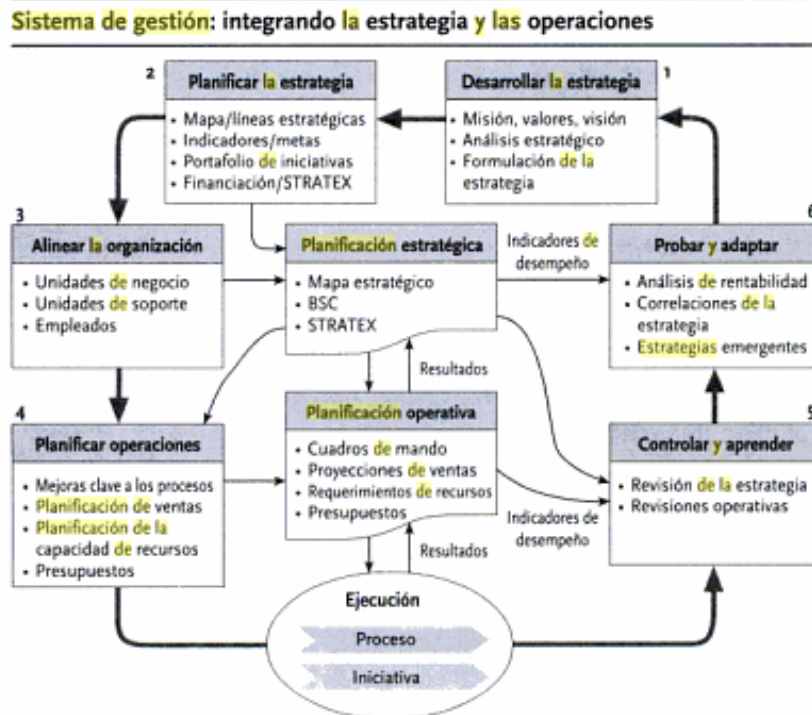 Sistema de gestión: integrando la estrategia y las operaciones
2
Planificar la estrategia
• Mapa/líneas estratégicas
• Indicadores/metas
• Portafolio de iniciativas
• Financiación/STRATEX
1
Desarrollar la estrategia
• Misión, valores, visión
• Análisis estratégico
• Formulación de la
estrategia
3
Alinear la organización
• Unidades de negocio
• Unidades de soporte
• Empleados
Planificación estratégica
• Mapa estratégico
• BSC
• STRATEX
Indicadores de
desempeño
6
Probar y adaptar
• Análisis de rentabilidad
• Correlaciones de la
estrategia
• Estrategias emergentes
Resultados
4
Planificar operaciones
• Mejoras clave a los procesos
• Planificación de ventas
• Planificación de la
capacidad de recursos
• Presupuestos
Planificación operativa
• Cuadros de mando
• Proyecciones de ventas
• Requerimientos de recursos
• Presupuestos
Indicadores de
desempeño
5
Controlar y aprender
• Revisión de la estrategia
• Revisiones operativas
Resultados
Ejecución
Proceso
Iniciativa